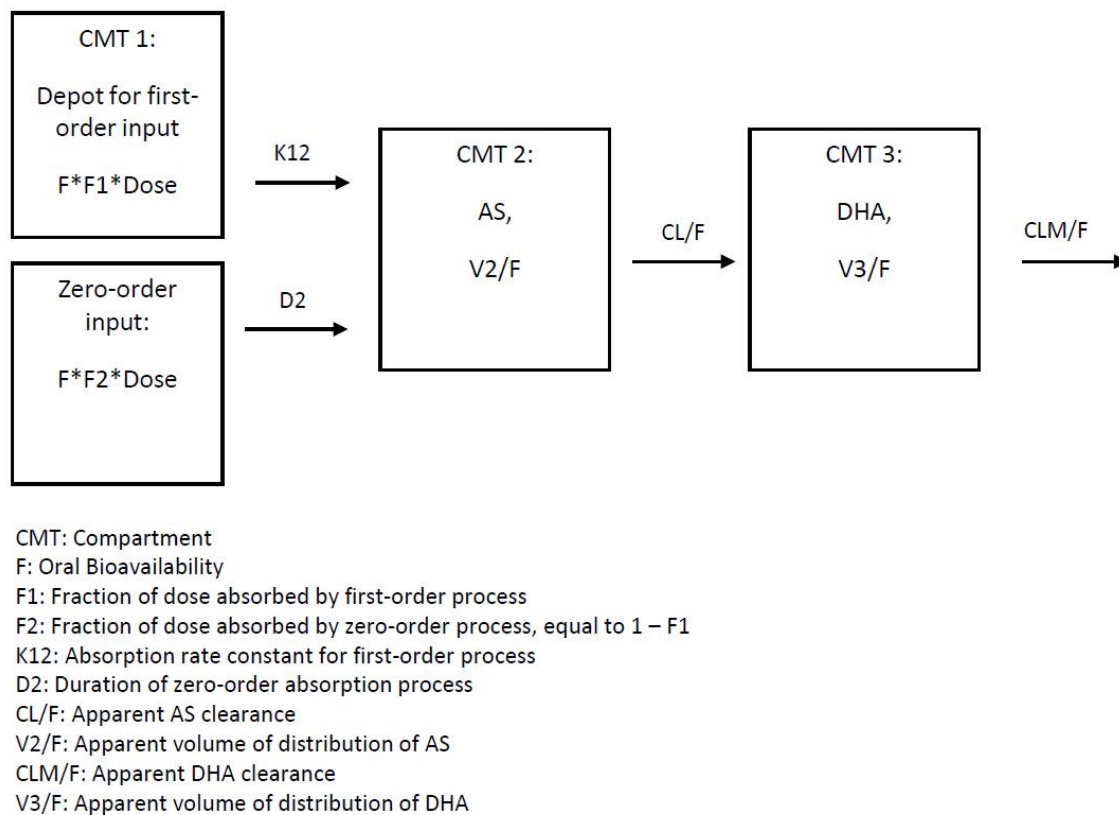 CMT 1:
Depot for first-
order input
F*F1*Dose
K12
Zero-order
input:
F*F2*Dose
D2
CMT 2:
AS,
V2/F
CL/F
CMT 3:
DHA,
V3/F
CLM/F
CMT: Compartment
F: Oral Bioavailability
F1: Fraction of dose absorbed by first-order process
F2: Fraction of dose absorbed by zero-order process, equal to 1 – F1
K12: Absorption rate constant for first-order process
D2: Duration of zero-order absorption process
CL/F: Apparent AS clearance
V2/F: Apparent volume of distribution of AS
CLM/F: Apparent DHA clearance
V3/F: Apparent volume of distribution of DHA